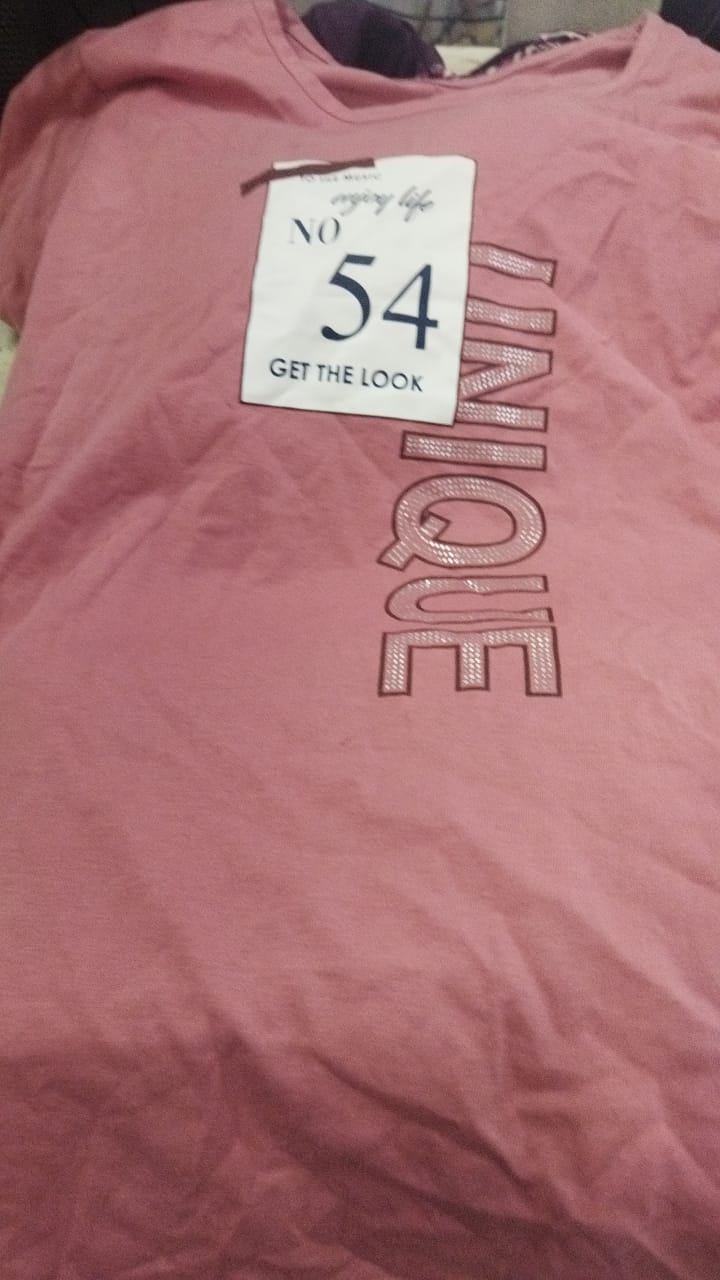 enjoy life
NO
54
GET THE LOOK
UNIQUE